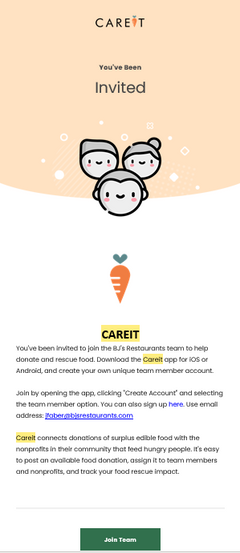 CAREIT
You've Been
Invited
CAREIT
You've been invited to join the BJ's Restaurants team to help
donate and rescue food. Download the Careit app for iOS or
Android, and create your own unique team member account.
Join by opening the app, clicking "Create Account" and selecting
the team member option. You can also sign up here. Use email
address: jfaber@bjsrestaurants.com
Careit connects donations of surplus edible food with the
nonprofits in their community that feed hungry people. It's easy
to post an available food donation, assign it to team members
and nonprofits, and track your food rescue impact.
Join Team